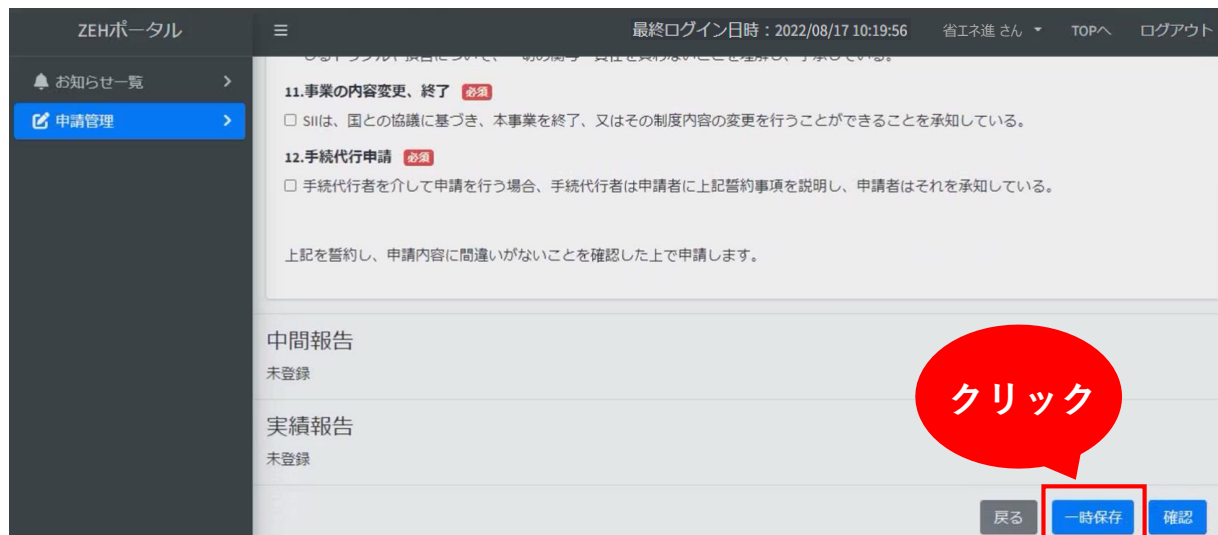 ZEHポータル
最終ログイン日時：2022/08/17 10:19:56 省エネ進 さん TOPへ ログアウト
お知らせ一覧
申請管理
11.事業の内容変更、終了 必須
SIIは、国との協議に基づき、本事業を終了、又はその制度内容の変更を行うことができることを承知している。
12.手続代行申請 必須
手続代行者を介して申請を行う場合、手続代行者は申請者に上記誓約事項を説明し、申請者はそれを承知している。
上記を誓約し、申請内容に間違いがないことを確認した上で申請します。
中間報告
未登録
実績報告
未登録
クリック
戻る 一時保存 確認